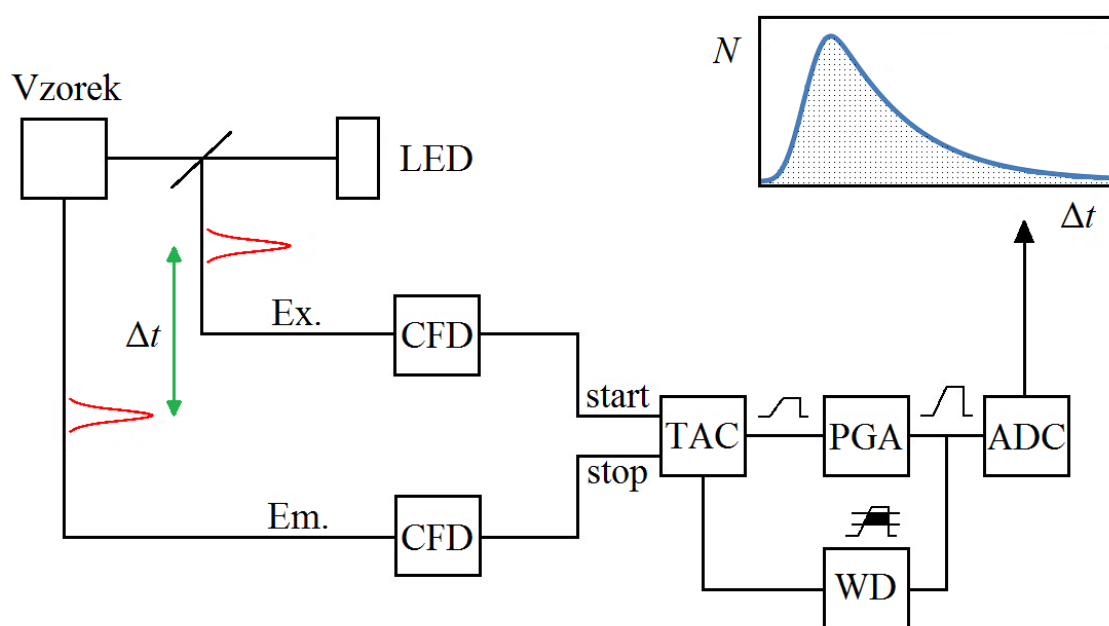 N
Vzorek
LED
Δt
Ex.
CFD
Δt
start
TAC
PGA
ADC
stop
Em.
CFD
WD